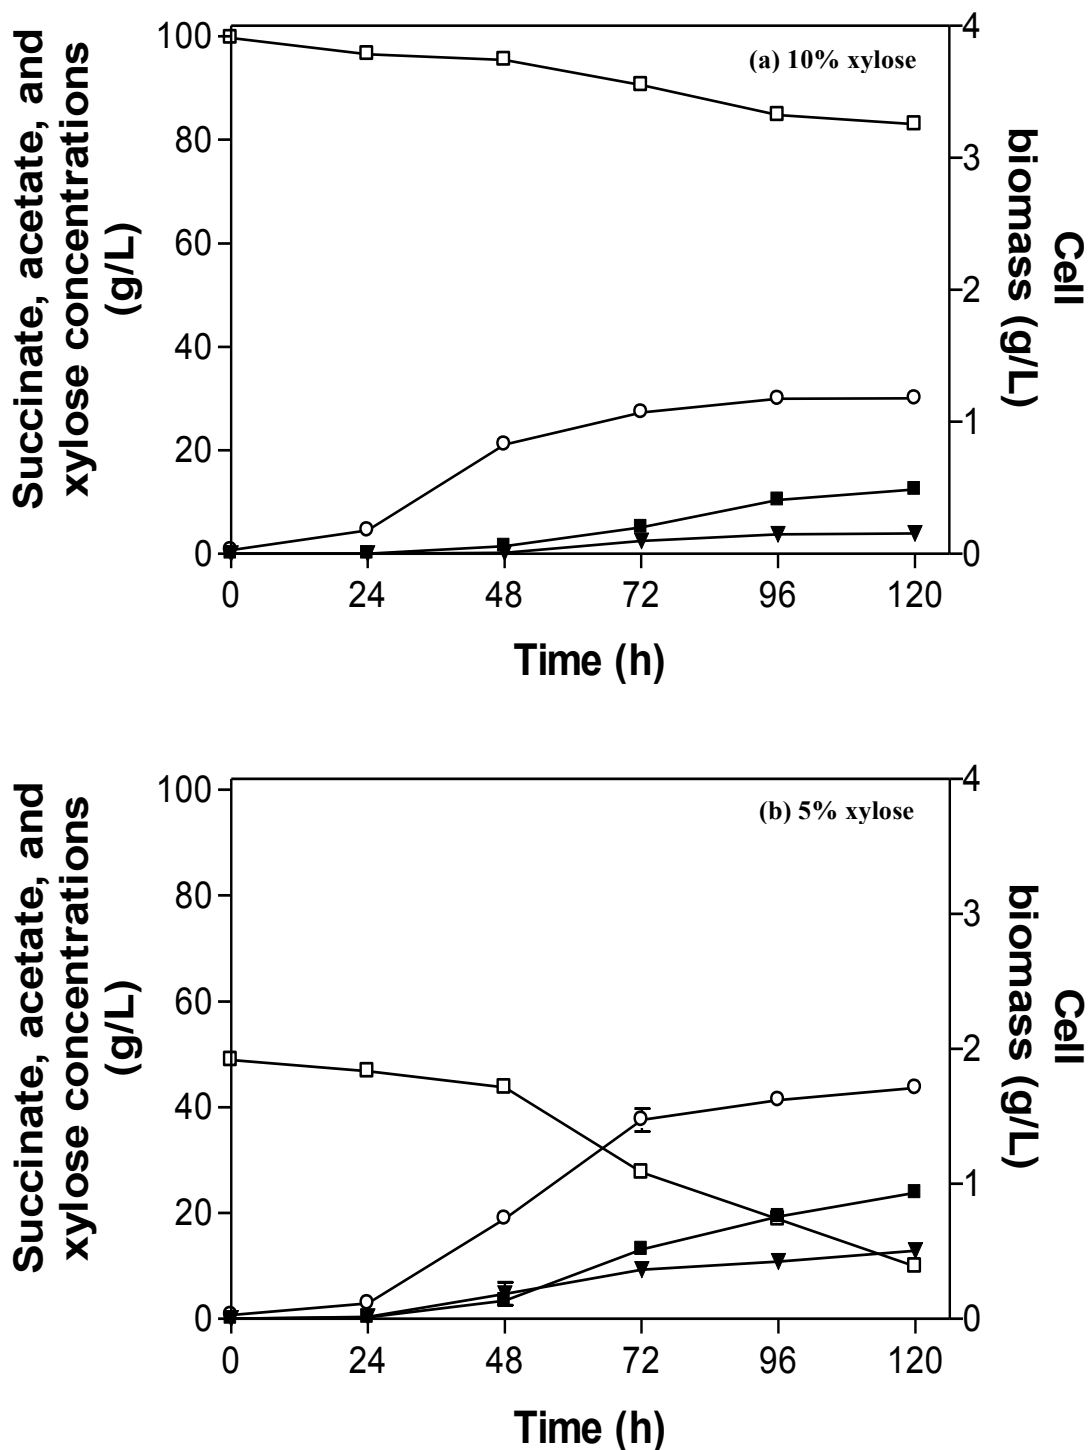 Succinate, acetate, and
xylose concentrations
(g/L)
100
80
60
40
20
0
(a) 10% xylose
4
3
2
1
0
Cell
biomass (g/L)
0 24 48 72 96 120
Time (h)
Succinate, acetate, and
xylose concentrations
(g/L)
100
80
60
40
20
0
(b) 5% xylose
4
3
2
1
0
Cell
biomass (g/L)
0 24 48 72 96 120
Time (h)